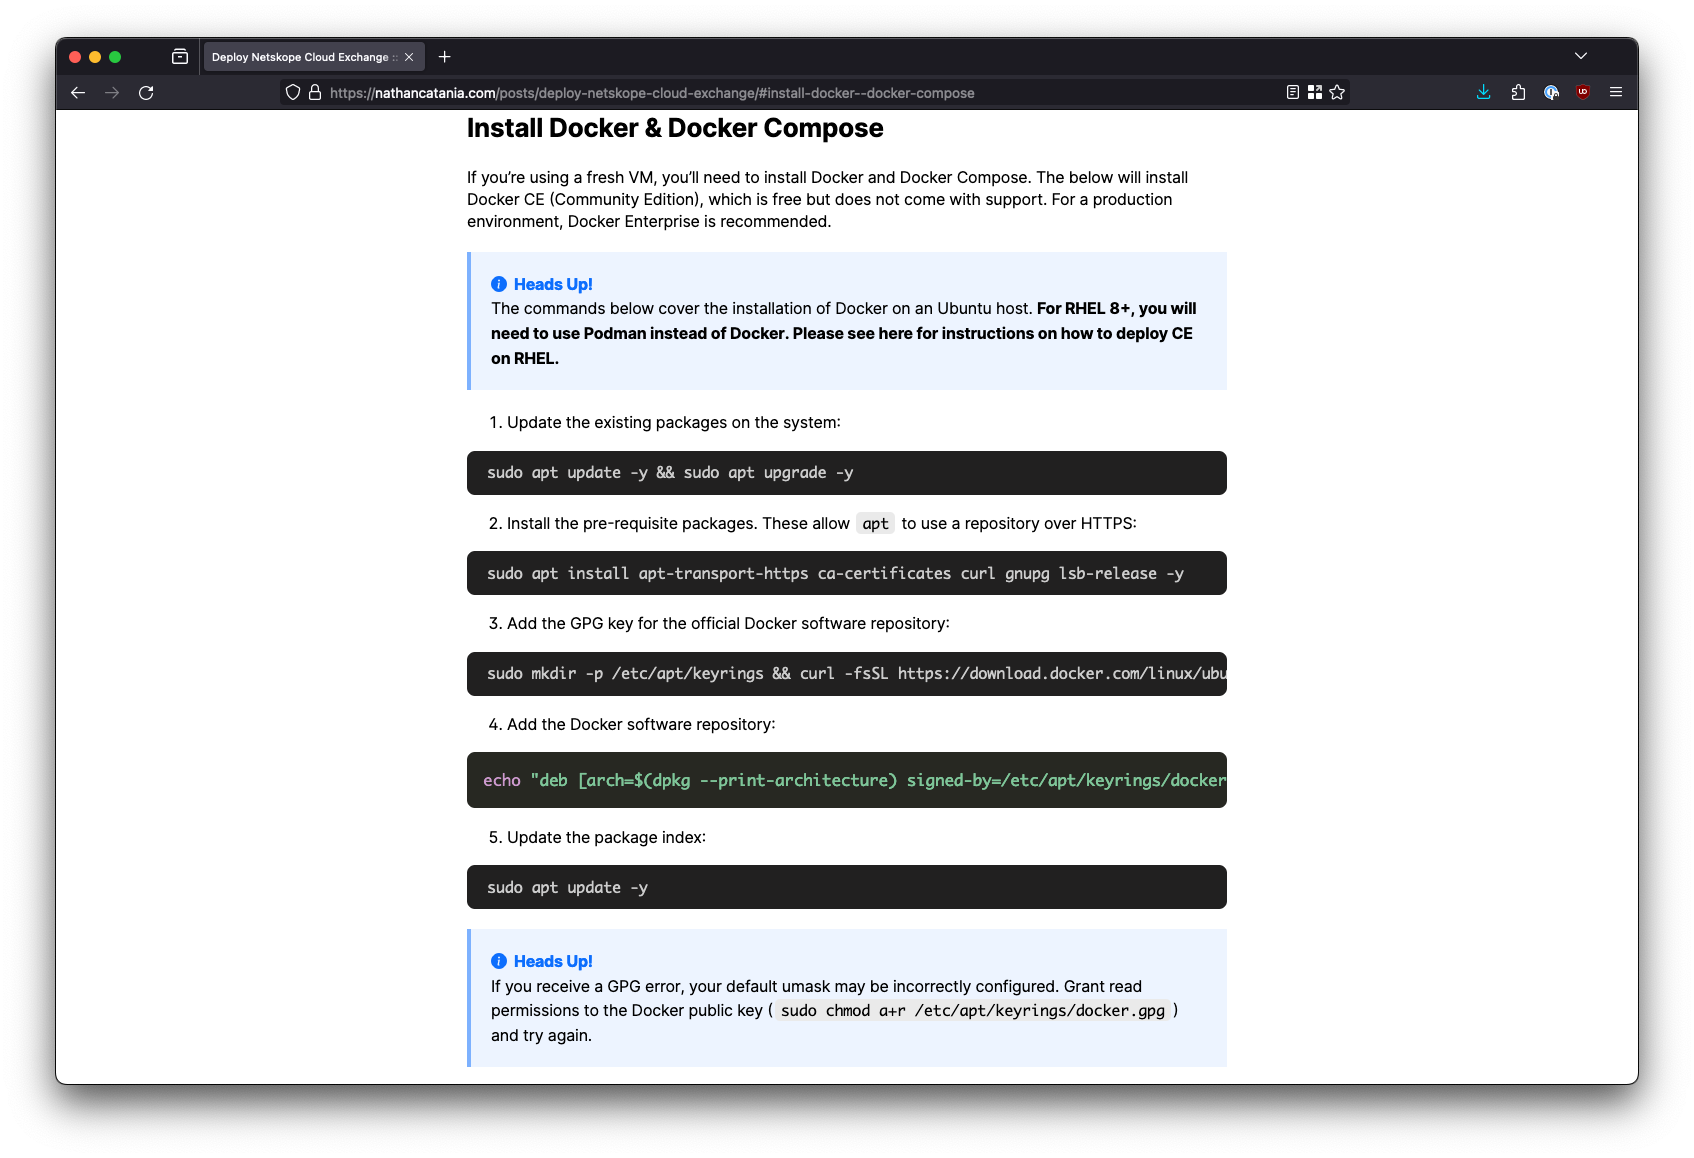 Deploy Netskope Cloud Exchange ::
https://nathancatania.com/posts/deploy-netskope-cloud-exchange/#install-docker--docker-compose
Install Docker & Docker Compose
If you’re using a fresh VM, you’ll need to install Docker and Docker Compose. The below will install
Docker CE (Community Edition), which is free but does not come with support. For a production
environment, Docker Enterprise is recommended.
Heads Up!
The commands below cover the installation of Docker on an Ubuntu host. For RHEL 8+, you will
need to use Podman instead of Docker. Please see here for instructions on how to deploy CE
on RHEL.
1. Update the existing packages on the system:
sudo apt update -y && sudo apt upgrade -y
2. Install the pre-requisite packages. These allow apt to use a repository over HTTPS:
sudo apt install apt-transport-https ca-certificates curl gnupg lsb-release -y
3. Add the GPG key for the official Docker software repository:
sudo mkdir -p /etc/apt/keyrings && curl -fsSL https://download.docker.com/linux/ubu
4. Add the Docker software repository:
echo "deb [arch=$(dpkg --print-architecture) signed-by=/etc/apt/keyrings/docker
5. Update the package index:
sudo apt update -y
Heads Up!
If you receive a GPG error, your default umask may be incorrectly configured. Grant read
permissions to the Docker public key ( sudo chmod a+r /etc/apt/keyrings/docker.gpg )
and try again.